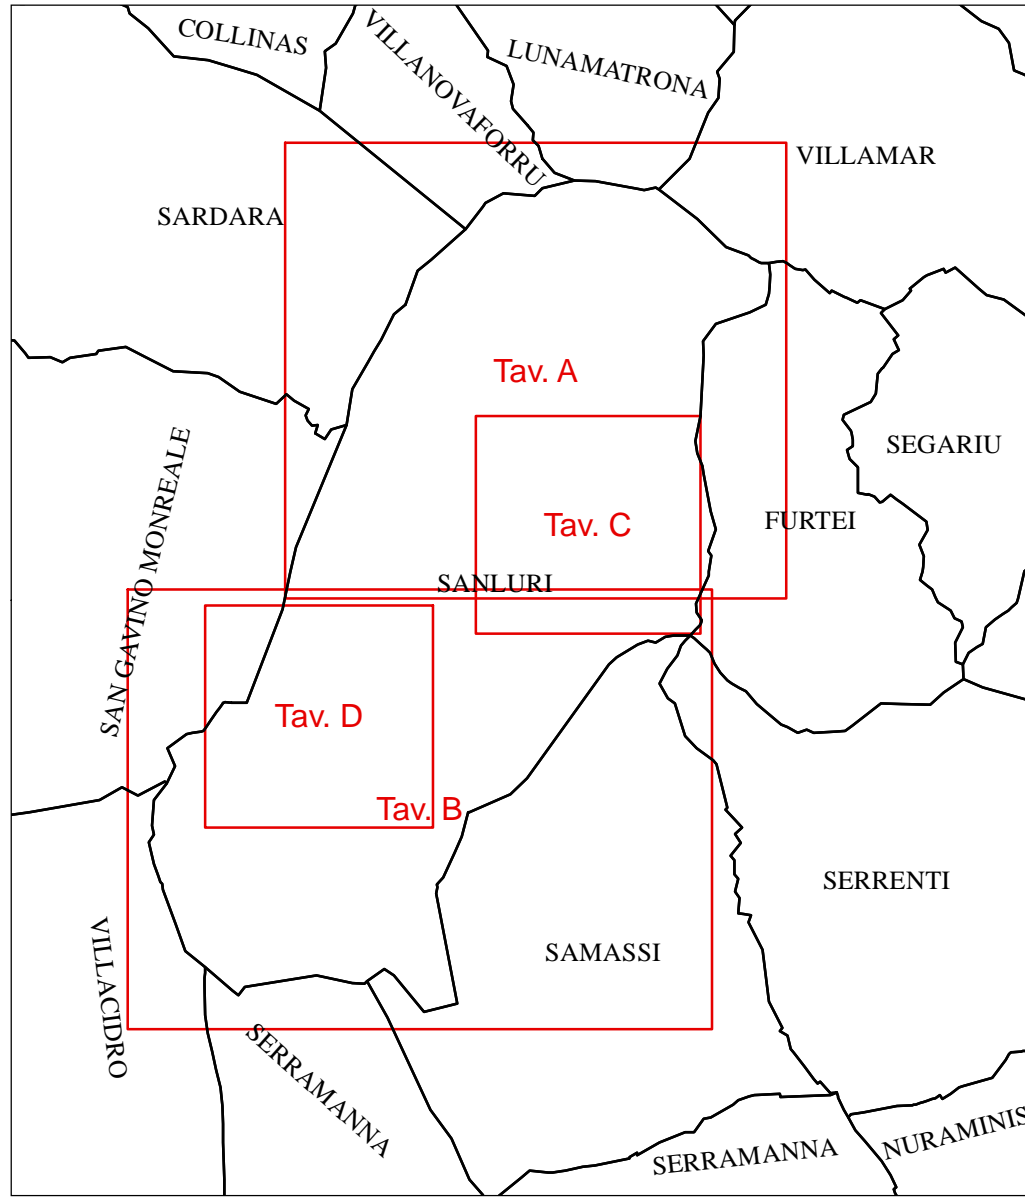 COLLINAS
VILLANOVAFORRU
LUNAMATRONA
VILLAMAR
SARDARA
Tav. A
SEGARIU
SAN GAVINO MONREALE
Tav. C
FURTEI
SANLURI
Tav. D
Tav. B
SERRENTI
VILLACIDRO
SAMASSI
SERRAMANNA
SERRAMANNA
NURAMINIS